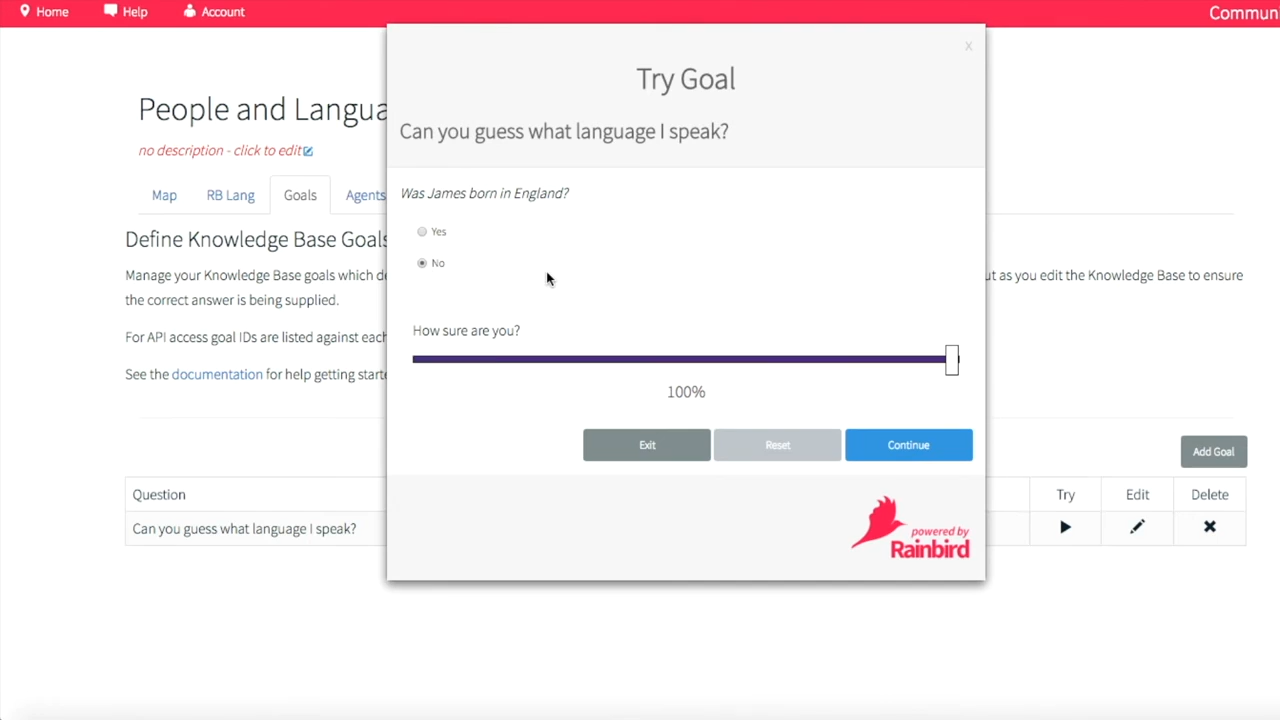 Home Help Account Communi
x
Try Goal
People and Langua
Can you guess what language I speak?
no description - click to edit
Map RB Lang Goals Agents
Was James born in England?
Yes
Define Knowledge Base Goals
No
Manage your Knowledge Base goals which de ut as you edit the Knowledge Base to ensure
the correct answer is being supplied.
How sure are you?
For API access goal IDs are listed against each
See the documentation for help getting starte
100%
Exit Reset Continue
Add Goal
Question Try Edit Delete
Can you guess what language I speak?
powered by
Rainbird